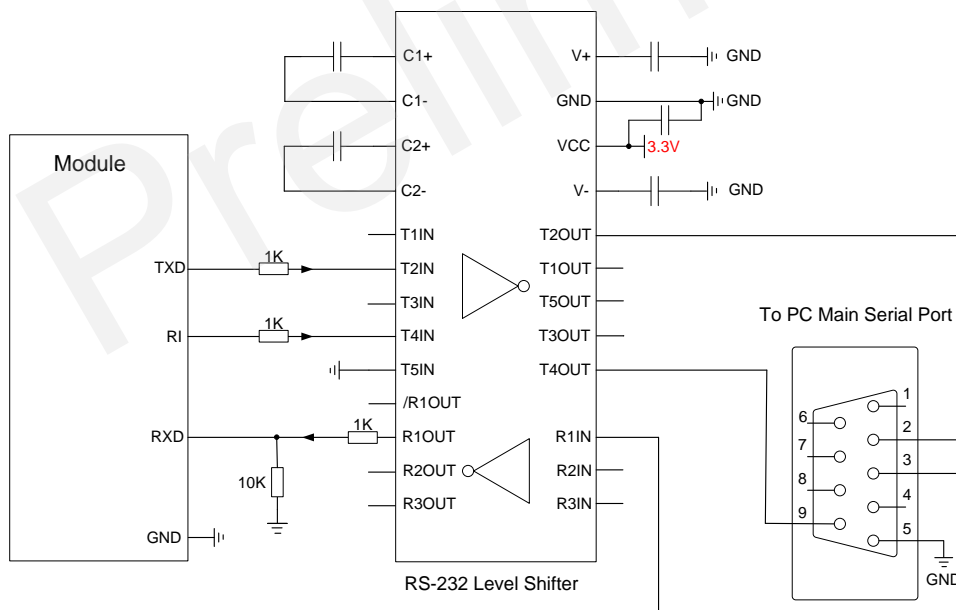 Prelim
Module
TXD
RI
RXD
GND
1K
1K
1K
10K
C1+
C1-
C2+
C2-
T1IN
T2IN
T3IN
T4IN
T5IN
/R1OUT
R1OUT
R2OUT
R3OUT
V+
GND
VCC
V-
T2OUT
T1OUT
T5OUT
T3OUT
T4OUT
R1IN
R2IN
R3IN
GND
GND
3.3V
GND
RS-232 Level Shifter
To PC Main Serial Port
1
6
2
7
3
8
4
9
5
GND